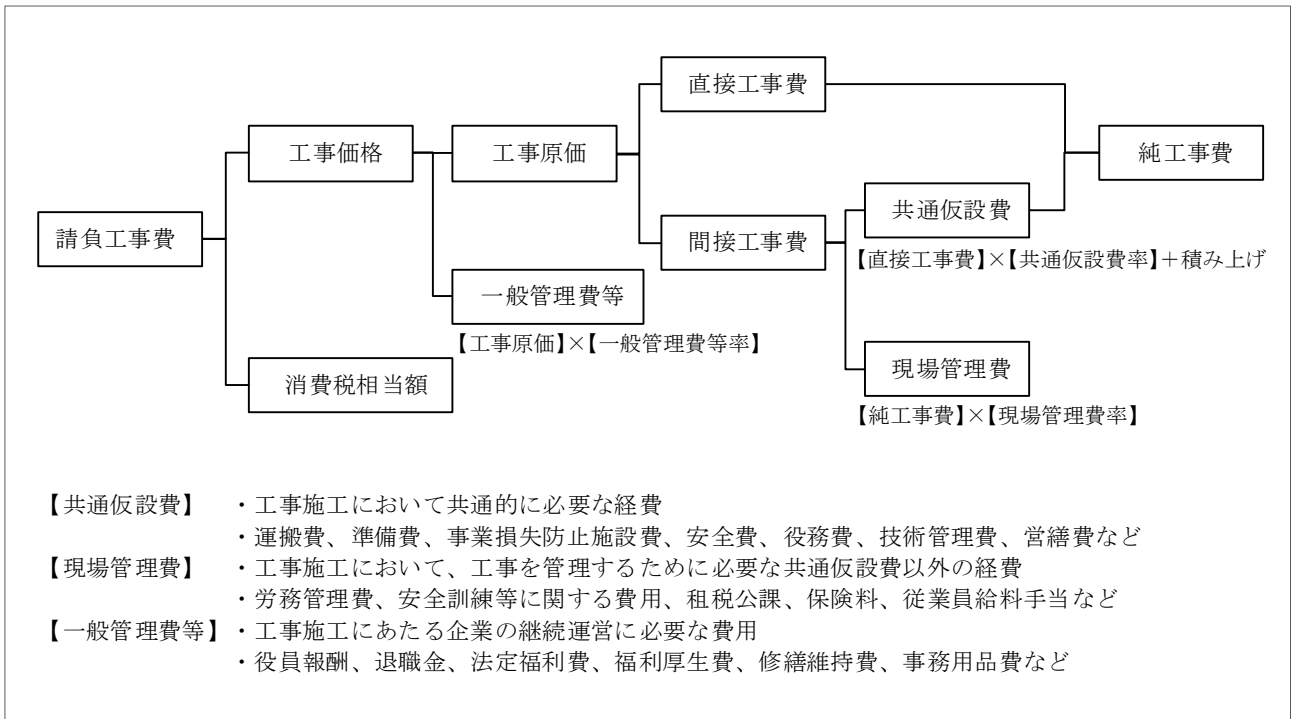 直接工事費
工事価格
工事原価
純工事費
共通仮設費
請負工事費
間接工事費
【直接工事費】×【共通仮設費率】＋積み上げ
一般管理費等
【工事原価】×【一般管理費等率】
現場管理費
消費税相当額
【純工事費】×【現場管理費率】
【共通仮設費】　・工事施工において共通的に必要な経費
・運搬費、準備費、事業損失防止施設費、安全費、役務費、技術管理費、営繕費など
【現場管理費】　・工事施工において、工事を管理するために必要な共通仮設費以外の経費
・労務管理費、安全訓練等に関する費用、租税公課、保険料、従業員給料手当など
【一般管理費等】・工事施工にあたる企業の継続運営に必要な費用
・役員報酬、退職金、法定福利費、福利厚生費、修繕維持費、事務用品費など